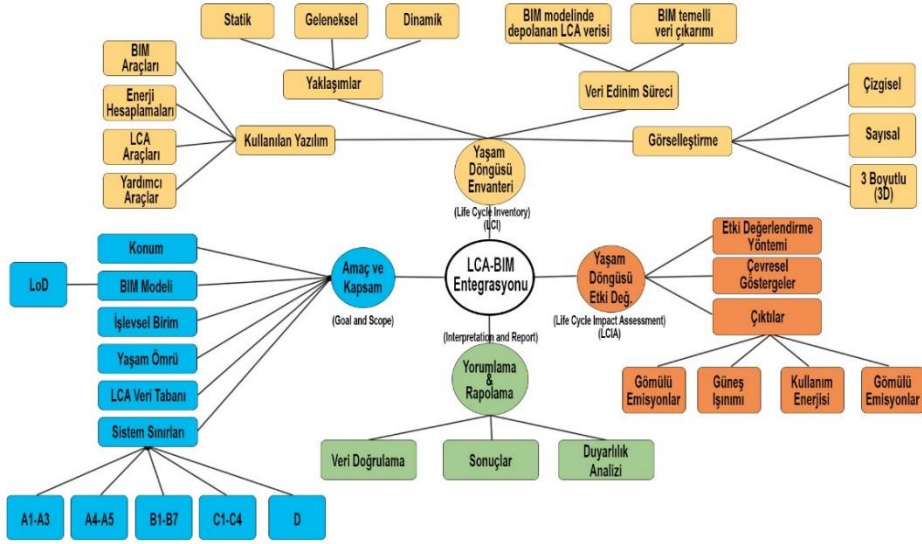 Statik
Geleneksel
Dinamik
BIM modelinde
depolanan LCA verisi
BIM temelli
veri çıkarımı
BIM
Araçları
Enerji
Hesaplamaları
LCA
Araçları
Yardımcı
Araçlar
Yaklaşımlar
Veri Edinim Süreci
Kullanılan Yazılım
Görselleştirme
Çizgisel
Sayısal
3 Boyutlu
(3D)
Yaşam
Döngüsü
Envanteri
(Life Cycle Inventory)
(LCI)
LCA-BIM
Entegrasyonu
Amaç ve
Kapsam
(Goal and Scope)
Konum
LoD
BIM Modeli
İşlevsel Birim
Yaşam Ömrü
LCA Veri Tabanı
Sistem Sınırları
A1-A3
A4-A5
B1-B7
C1-C4
D
Yaşam
Döngüsü
Etki Değ.
(Life Cycle Impact Assessment)
(LCIA)
Etki Değerlendirme
Yöntemi
Çevresel
Göstergeler
Çıktılar
Gömülü
Emisyonlar
Güneş
Işınımı
Kullanım
Enerjisi
Gömülü
Emisyonlar
(Interpretation and Report)
Yorumlama
&
Rapolama
Veri Doğrulama
Sonuçlar
Duyarlılık
Analizi